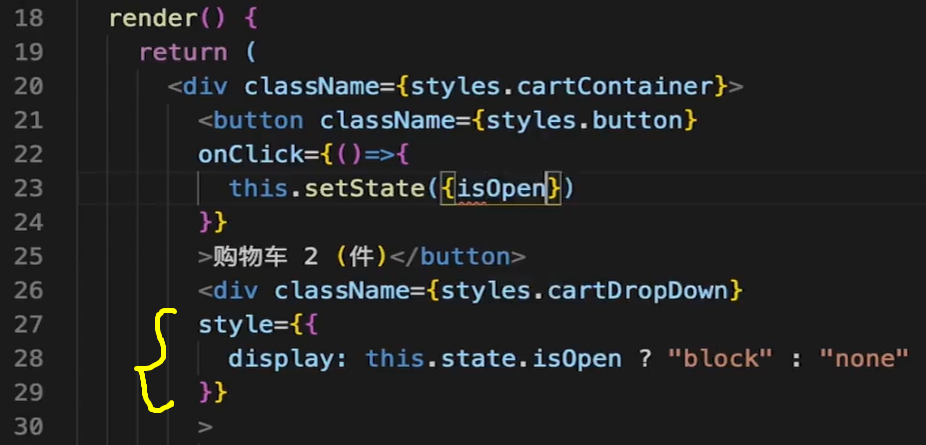 18 render() {
19 return (
20 <div className={styles.cartContainer}>
21 <button className={styles.button}
22 onClick={()=>{
23 this.setState({isOpen})
24 }}
25 >购物车 2 (件)</button>
26 <div className={styles.cartDropDown}
27 style={{
28 display: this.state.isOpen ? "block" : "none"
29 }}
30 >